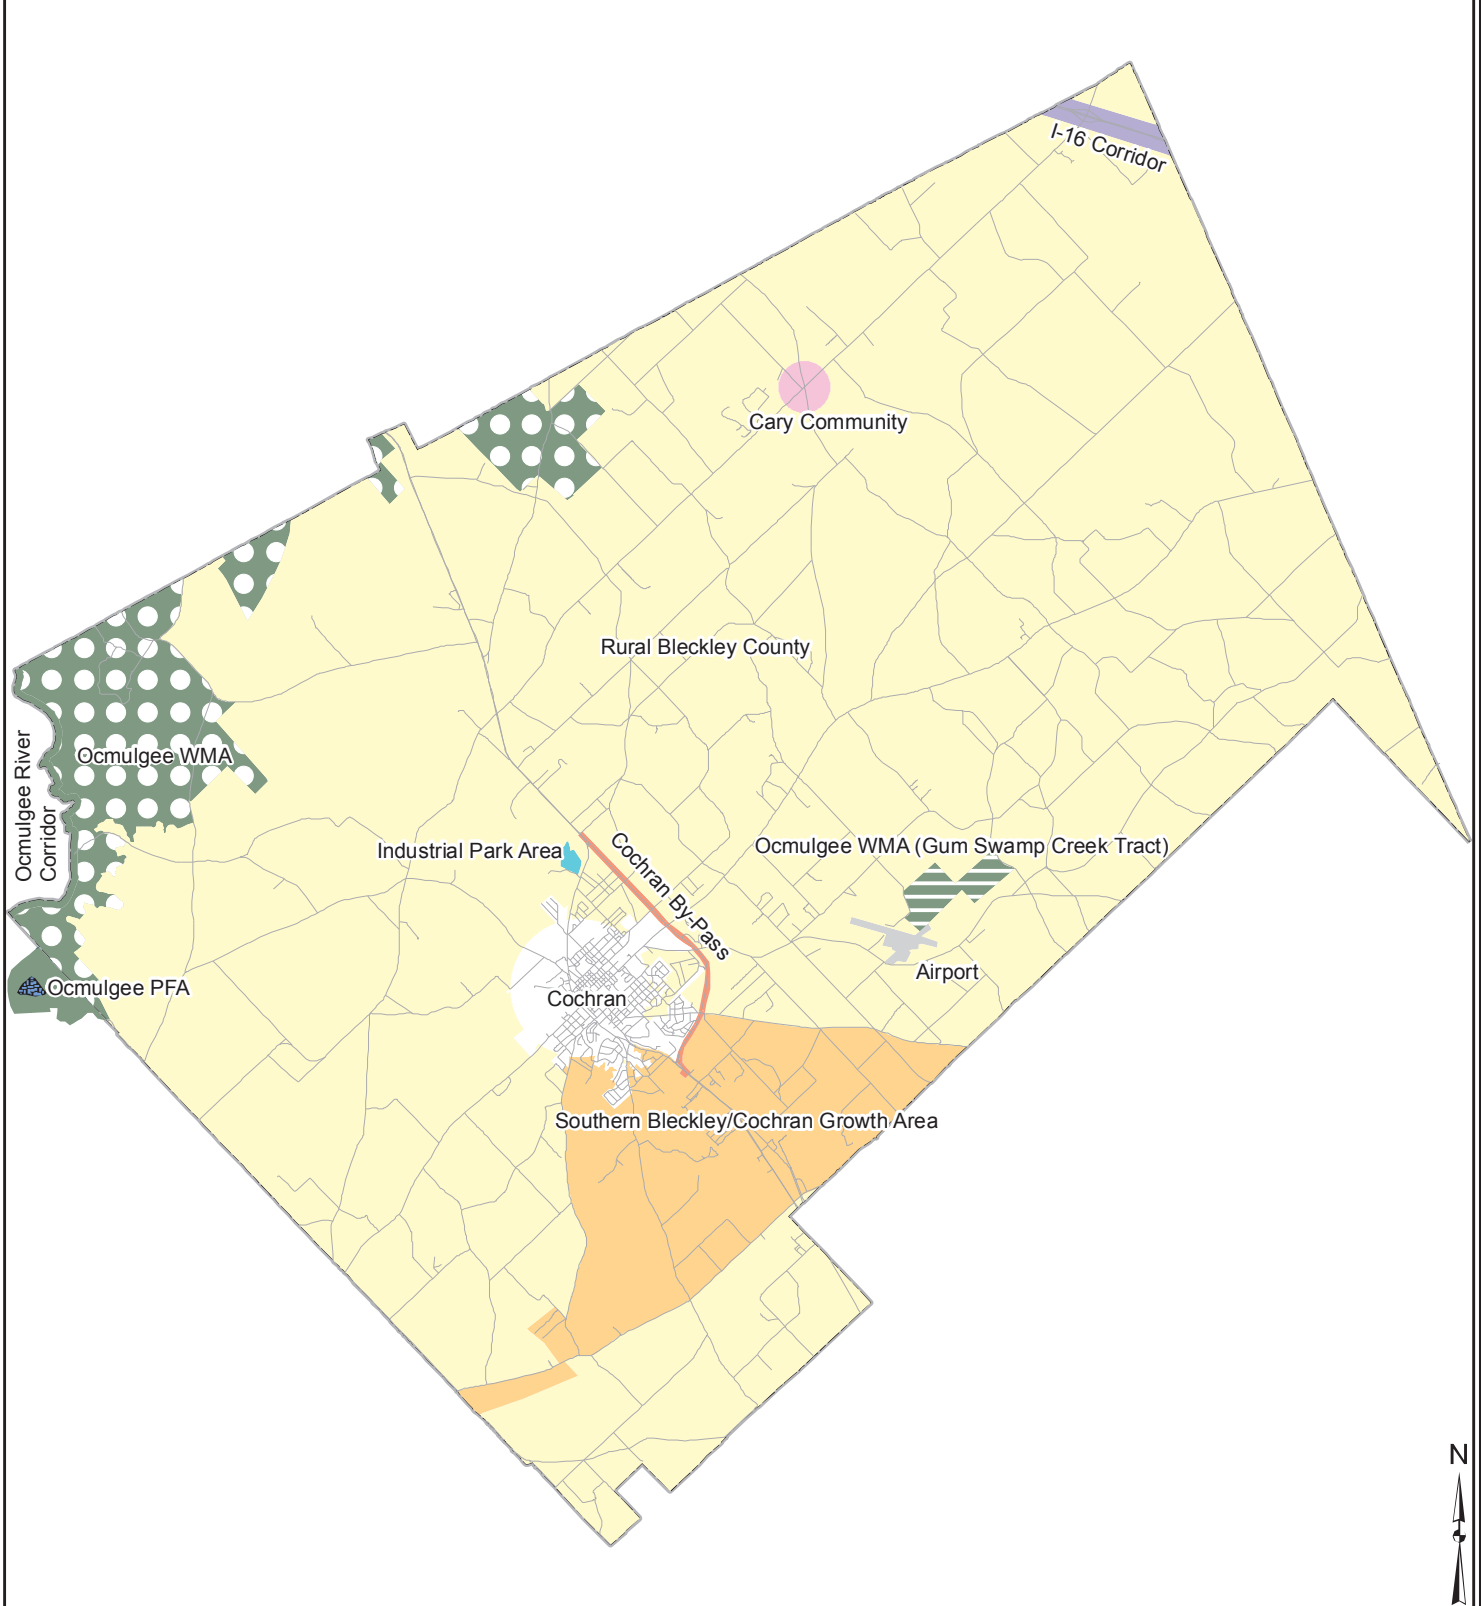 I-16 Corridor
Cary Community
Rural Bleckley County
Ocmulgee River
Corridor
Ocmulgee WMA
Industrial Park Area
Cochran By-Pass
Ocmulgee WMA (Gum Swamp Creek Tract)
Airport
Ocmulgee PFA
Cochran
Southern Bleckley/Cochran Growth Area
N